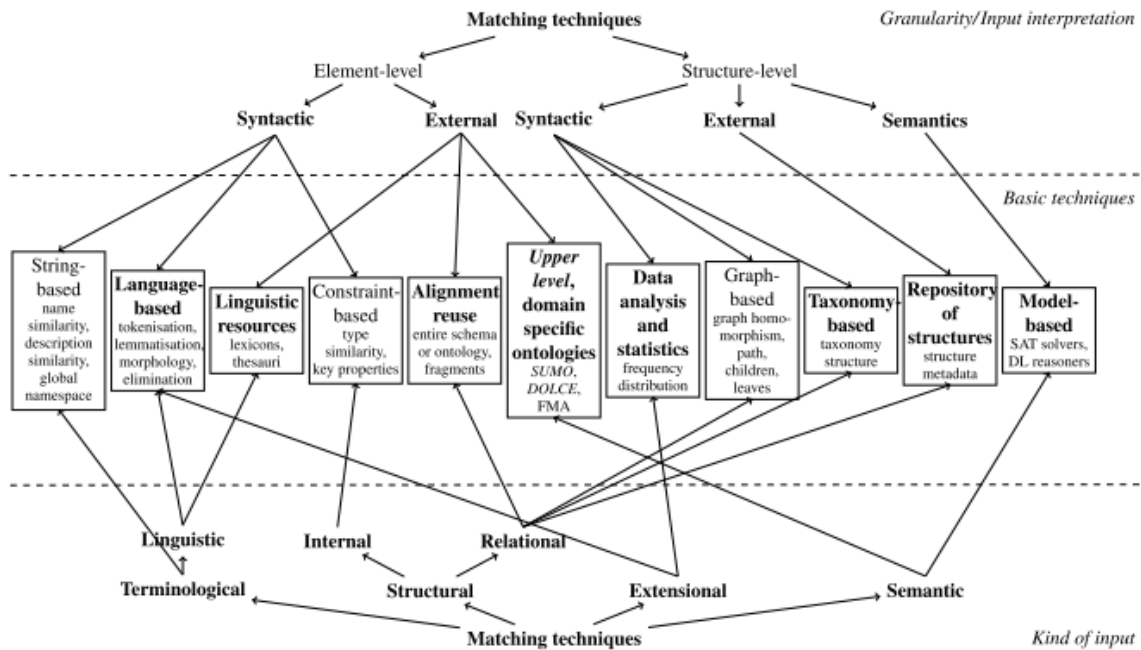 Matching techniques
Granularity/Input interpretation
Element-level
Structure-level
Syntactic
External
Syntactic
External
Semantics
Basic techniques
String-
based
name
similarity,
description
similarity,
global
namespace
Language-
based
tokenisation,
lemmatisation,
morphology,
elimination
Linguistic
resources
lexicons,
thesauri
Constraint-
based
type
similarity,
key properties
Alignment
reuse
entire schema
or ontology,
fragments
Upper
level,
domain
specific
ontologies
SUMO,
DOLCE,
FMA
Data
analysis
and
statistics
frequency
distribution
Graph-
based
graph homo-
morphism,
path,
children,
leaves
Taxonomy-
based
taxonomy
structure
Repository
of
structures
structure
metadata
Model-
based
SAT solvers,
DL reasoners
Linguistic
Internal
Relational
Terminological
Structural
Extensional
Semantic
Matching techniques
Kind of input